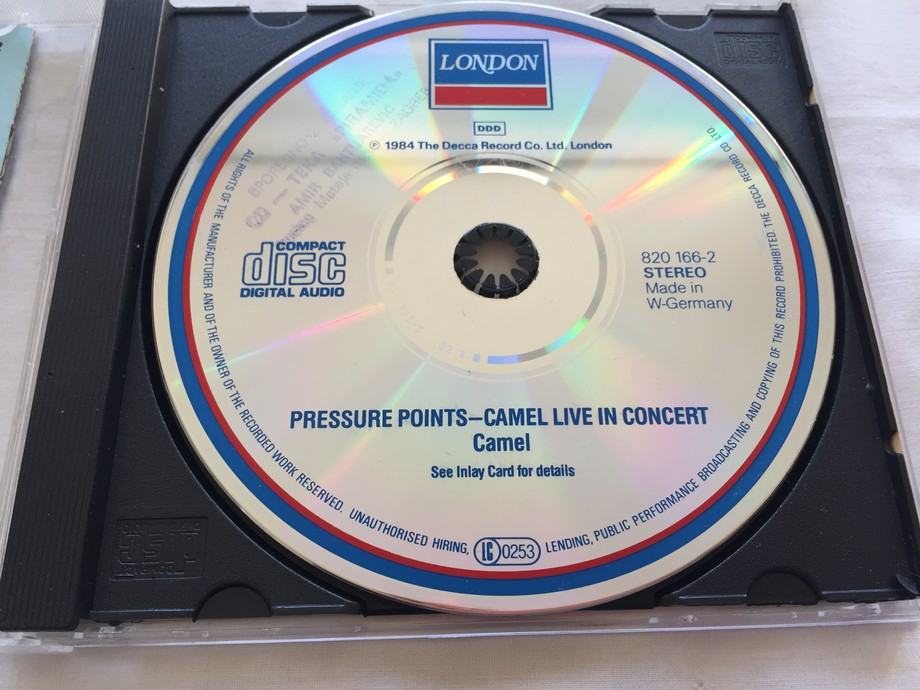 LONDON
DDD
℗ 1984 The Decca Record Co. Ltd. London
COMPACT
disc
DIGITAL AUDIO
820 166-2
STEREO
Made in
W-Germany
PRESSURE POINTS–CAMEL LIVE IN CONCERT
Camel
See Inlay Card for details
ALL RIGHTS OF THE MANUFACTURER AND OF THE OWNER OF THE RECORDED WORK RESERVED. UNAUTHORISED HIRING, LC 0253 LENDING, PUBLIC PERFORMANCE BROADCASTING AND COPYING OF THIS RECORD PROHIBITED. THE DECCA RECORD CO LTD.
disc